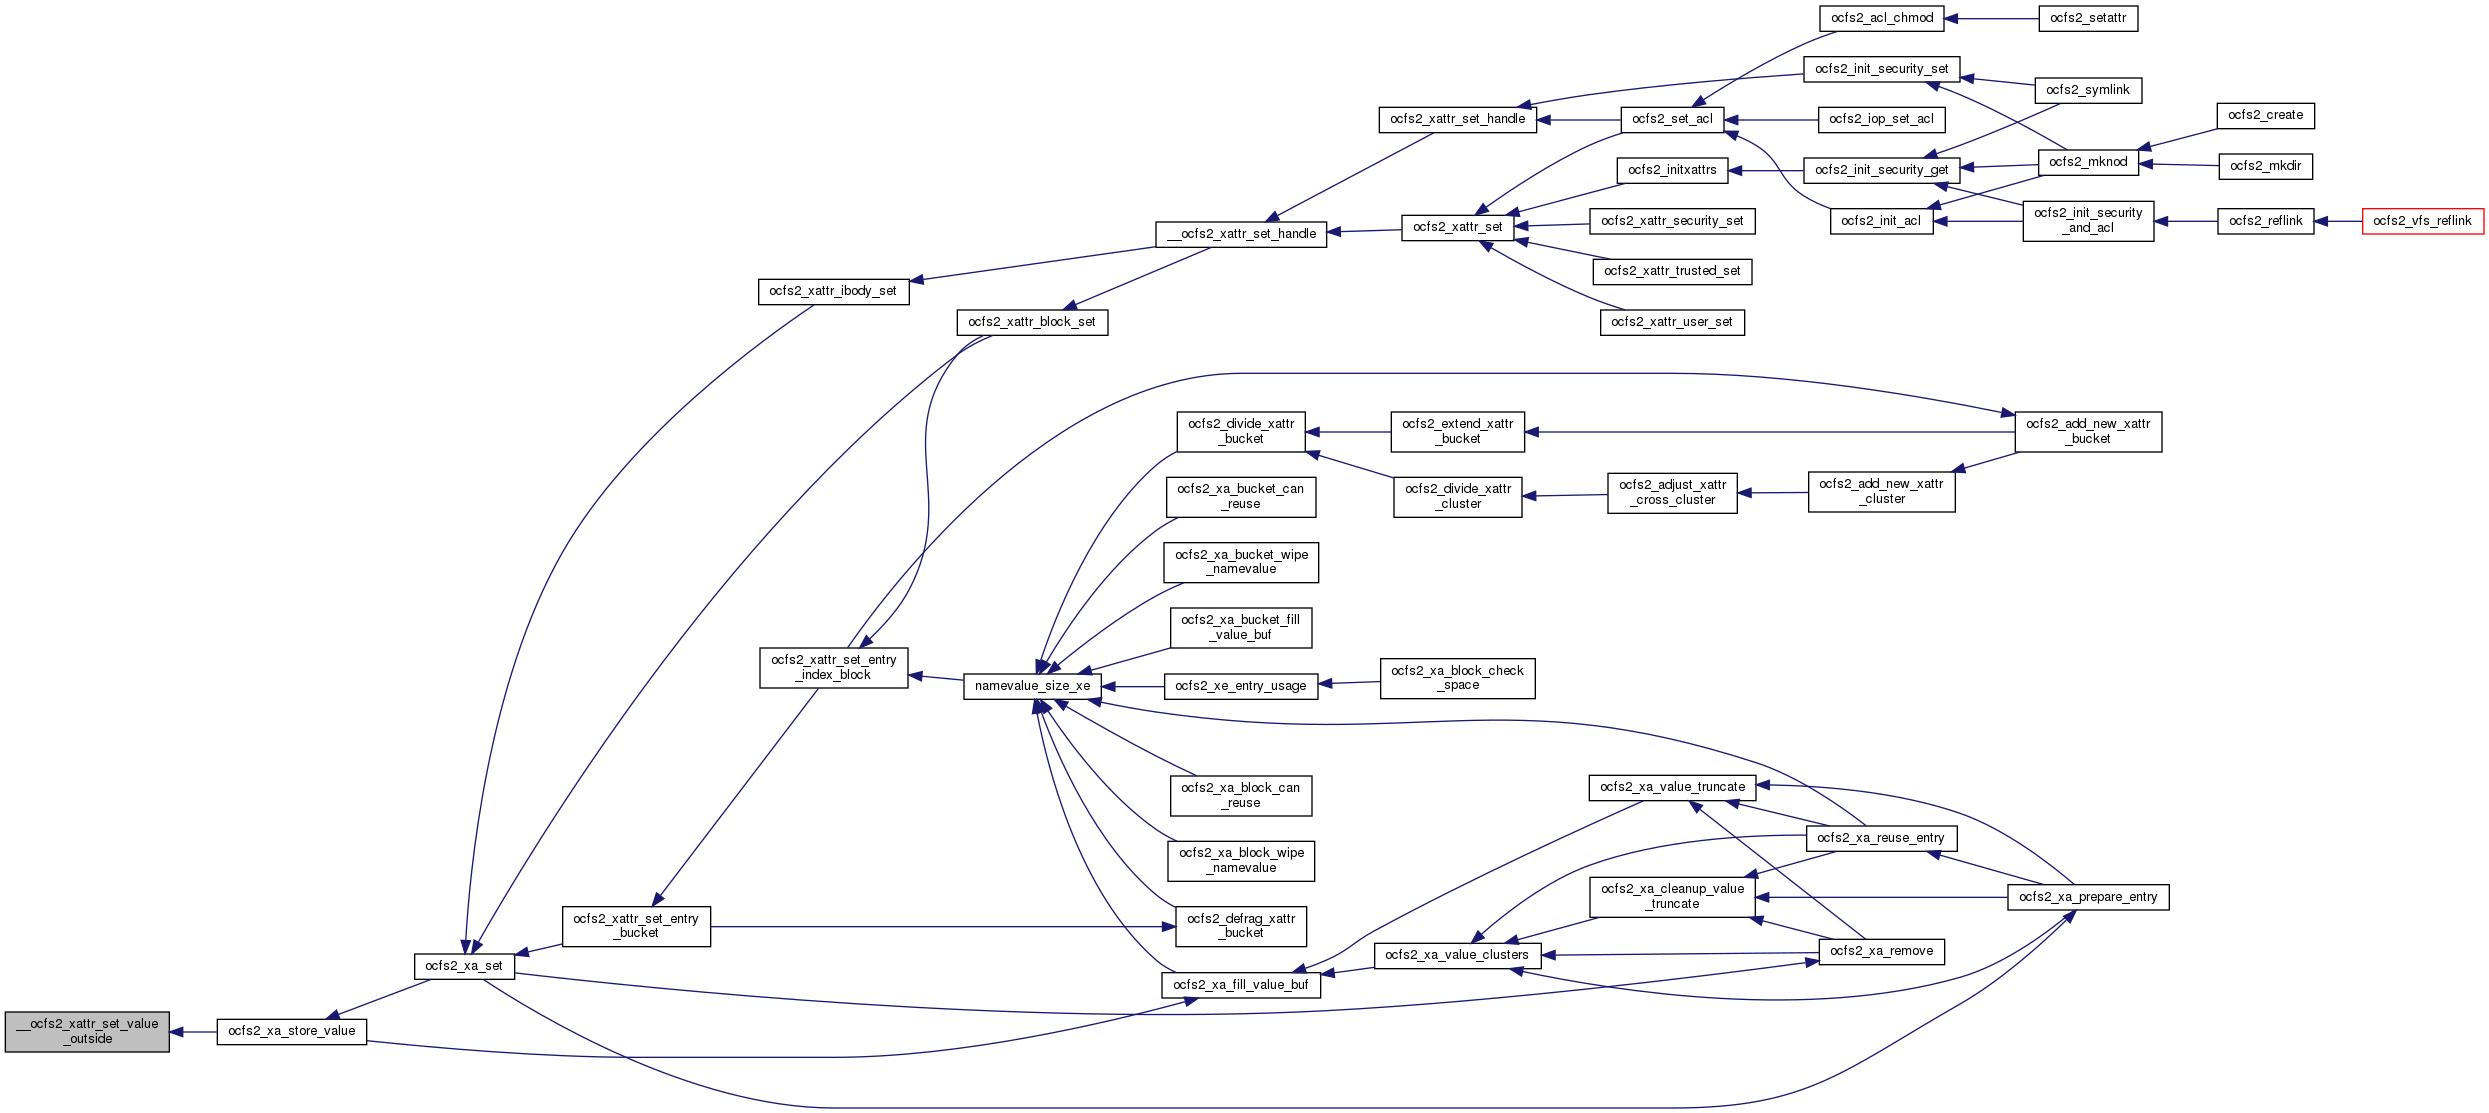 ocfs2_acl_chmod
ocfs2_setattr
ocfs2_init_security_set
ocfs2_symlink
ocfs2_xattr_set_handle
ocfs2_set_acl
ocfs2_iop_set_acl
ocfs2_create
ocfs2_initxattrs
ocfs2_init_security_get
ocfs2_mknod
ocfs2_mkdir
__ocfs2_xattr_set_handle
ocfs2_xattr_set
ocfs2_xattr_security_set
ocfs2_init_acl
ocfs2_init_security
_and_acl
ocfs2_reflink
ocfs2_vfs_reflink
ocfs2_xattr_trusted_set
ocfs2_xattr_ibody_set
ocfs2_xattr_block_set
ocfs2_xattr_user_set
ocfs2_divide_xattr
_bucket
ocfs2_extend_xattr
_bucket
ocfs2_add_new_xattr
_bucket
ocfs2_xa_bucket_can
_reuse
ocfs2_divide_xattr
_cluster
ocfs2_adjust_xattr
_cross_cluster
ocfs2_add_new_xattr
_cluster
ocfs2_xa_bucket_wipe
_namevalue
ocfs2_xa_bucket_fill
_value_buf
ocfs2_xattr_set_entry
_index_block
namevalue_size_xe
ocfs2_xe_entry_usage
ocfs2_xa_block_check
_space
ocfs2_xa_block_can
_reuse
ocfs2_xa_value_truncate
ocfs2_xa_block_wipe
_namevalue
ocfs2_xa_reuse_entry
ocfs2_xa_cleanup_value
_truncate
ocfs2_xa_prepare_entry
ocfs2_xattr_set_entry
_bucket
ocfs2_defrag_xattr
_bucket
ocfs2_xa_value_clusters
ocfs2_xa_remove
ocfs2_xa_set
ocfs2_xa_fill_value_buf
__ocfs2_xattr_set_value
_outside
ocfs2_xa_store_value